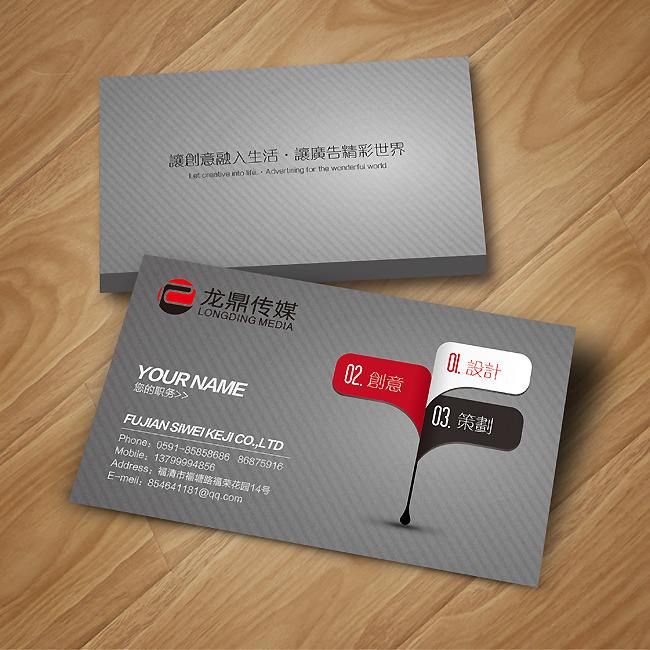 讓創意融入生活·讓廣告精彩世界
Let creative into life.·Advertining for the wonderful world
龙鼎传媒
LONGDING MEDIA
01. 設計
02. 創意
03. 策劃
YOUR NAME
您的职务>>
FUJIAN SIWEI KEJI CO.,LTD
Phone: 0591-85858686 86875916
Mobile: 13799994856
Address: 福清市福塘路福荣花园14号
E-meil: 854641181@qq.com